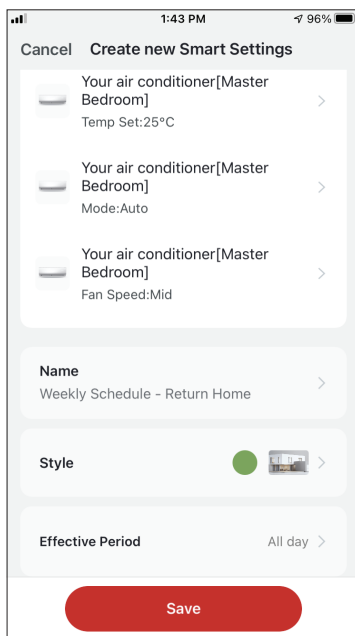 1:43 PM
96%
Cancel Create new Smart Settings
Your air conditioner[Master
Bedroom]
Temp Set:25°C
Your air conditioner[Master
Bedroom]
Mode:Auto
Your air conditioner[Master
Bedroom]
Fan Speed:Mid
Name
Weekly Schedule - Return Home
Style
Effective Period
All day
Save